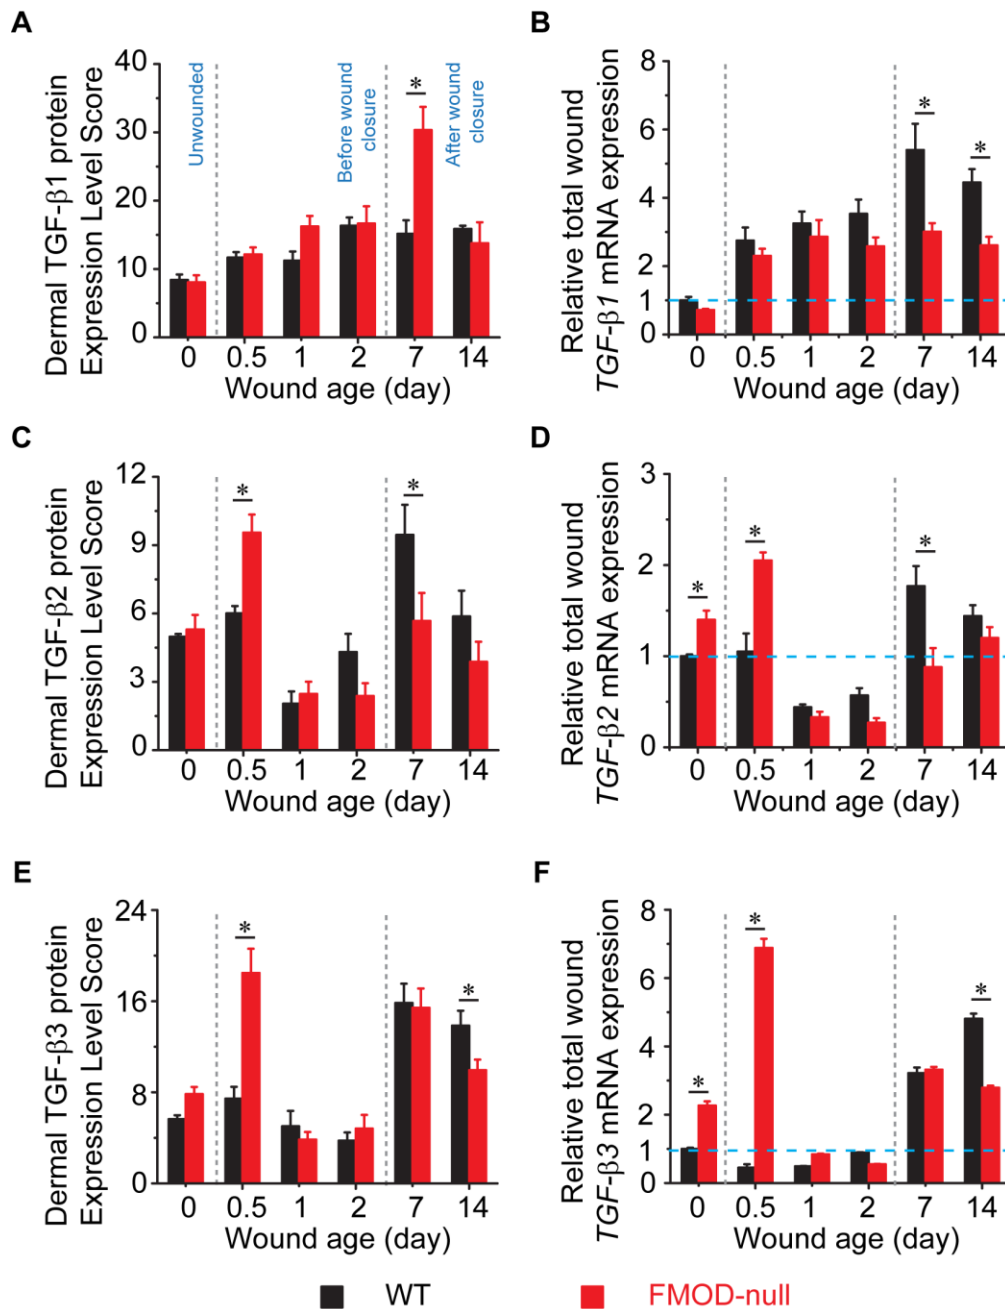 A
Dermal TGF-β1 protein
Expression Level Score
40
30
20
10
0
Unwounded
Before wound
closure
After wound
closure
*
0 0.5 1 2 7 14
Wound age (day)
B
Relative total wound
TGF-β1 mRNA expression
8
6
4
2
1
0
*
*
0 0.5 1 2 7 14
Wound age (day)
C
Dermal TGF-β2 protein
Expression Level Score
12
9
6
3
0
*
*
0 0.5 1 2 7 14
Wound age (day)
D
Relative total wound
TGF-β2 mRNA expression
3
2
1
0
*
*
*
0 0.5 1 2 7 14
Wound age (day)
E
Dermal TGF-β3 protein
Expression Level Score
24
16
8
0
*
*
0 0.5 1 2 7 14
Wound age (day)
F
Relative total wound
TGF-β3 mRNA expression
8
6
4
2
1
0
*
*
*
0 0.5 1 2 7 14
Wound age (day)
WT
FMOD-null